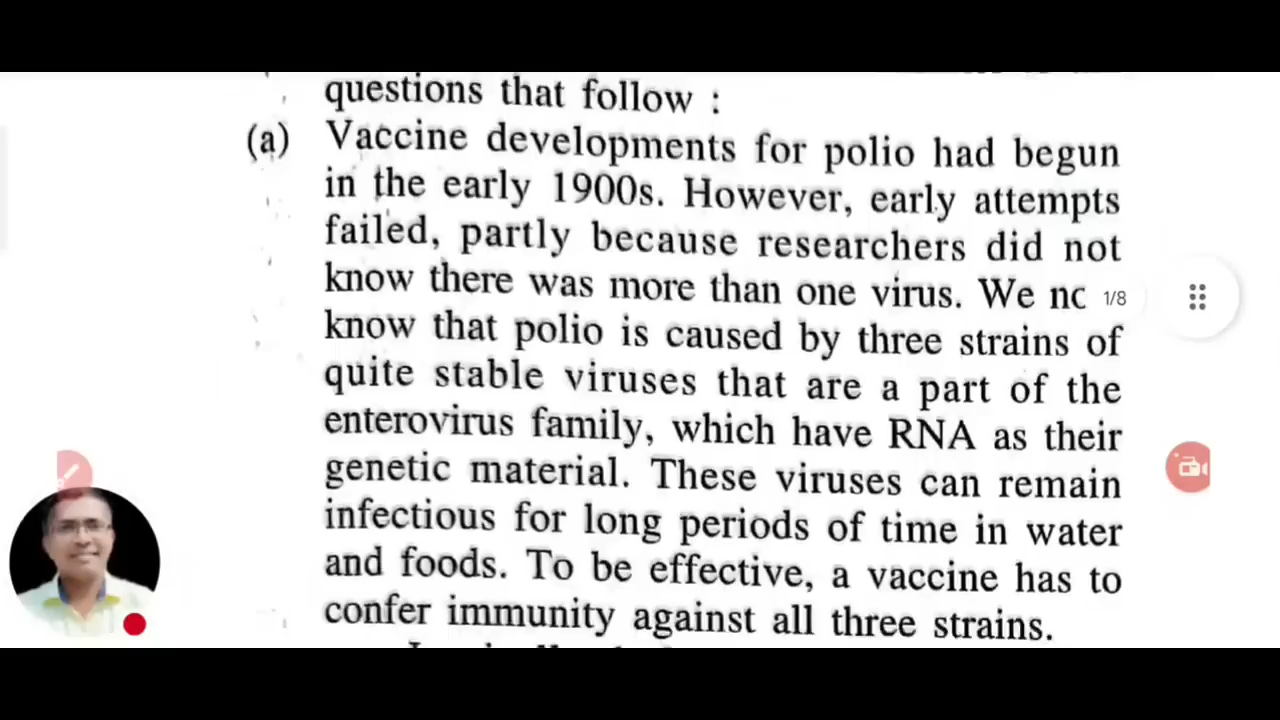 questions that follow :
(a) Vaccine developments for polio had begun
in the early 1900s. However, early attempts
failed, partly because researchers did not
know there was more than one virus. We
know that polio is caused by three strains of
quite stable viruses that are a part of the
enterovirus family, which have RNA as their
genetic material. These viruses can remain
infectious for long periods of time in water
and foods. To be effective, a vaccine has to
confer immunity against all three strains.
1/8